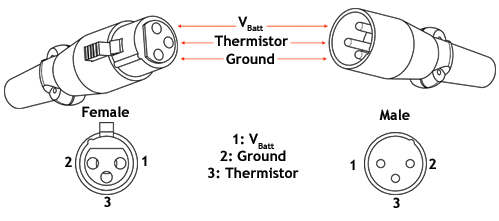 VBatt
Thermistor
Ground
Female
Male
2
1
3
1: VBatt
2: Ground
3: Thermistor
1
2
3